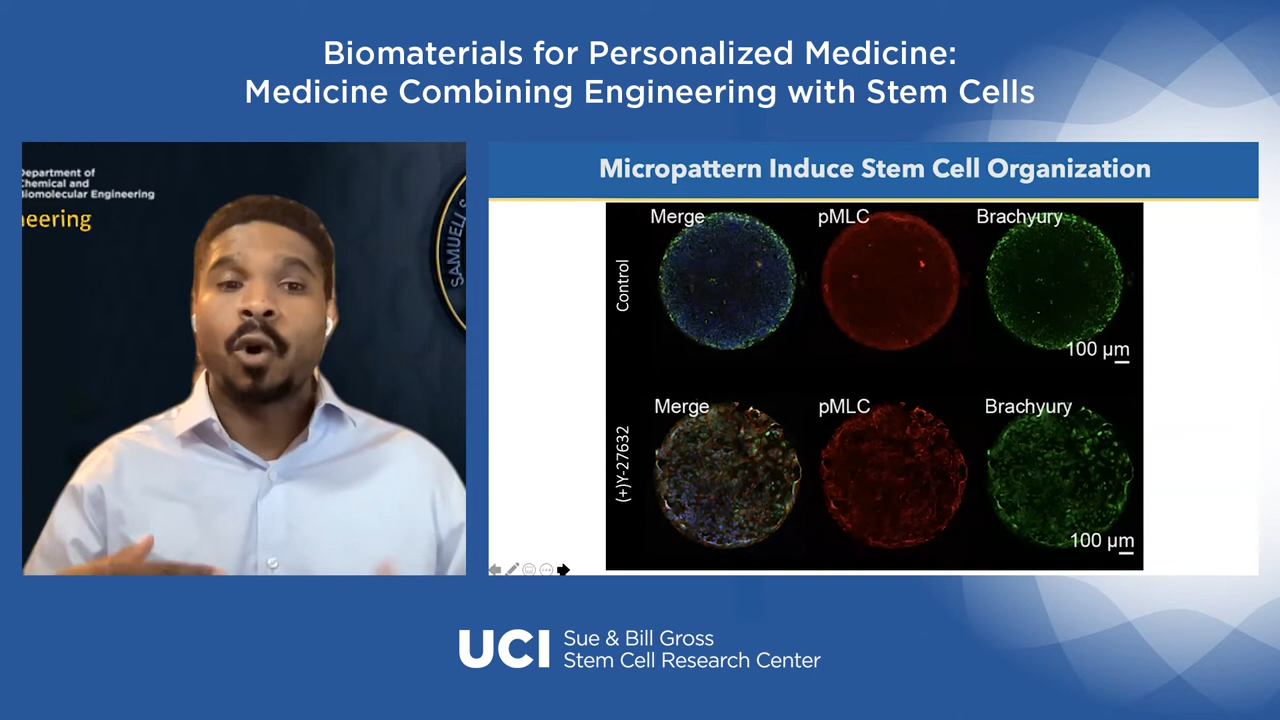 Biomaterials for Personalized Medicine:
Medicine Combining Engineering with Stem Cells
Department of
Chemical and
Biomolecular Engineering
neering
SAMUELI S
Micropattern Induce Stem Cell Organization
Merge
pMLC
Brachyury
Control
100 µm
Merge
pMLC
Brachyury
(+)Y-27632
100 µm
UCI
Sue & Bill Gross
Stem Cell Research Center